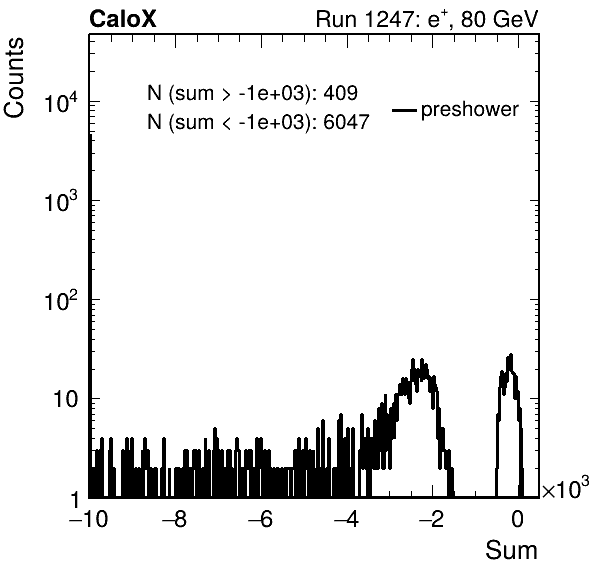 CaloX Run 1247: e⁺, 80 GeV
Counts
N (sum > -1e+03): 409
N (sum < -1e+03): 6047
preshower
10⁴
10³
10²
10
1
−10 −8 −6 −4 −2 0
×10³
Sum